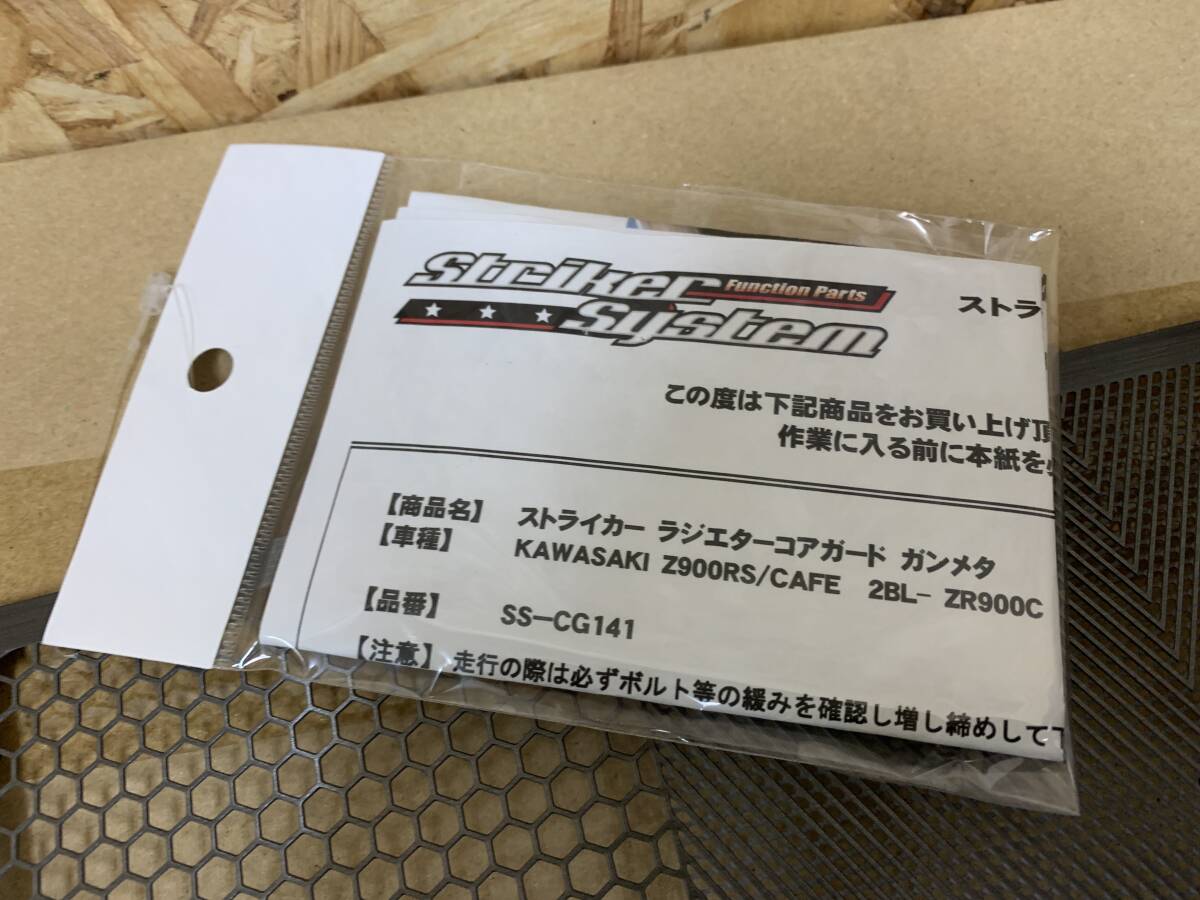 Striker Function Parts
System
ストラ
この度は下記商品をお買い上げ頂
作業に入る前に本紙を必
【商品名】 ストライカー ラジエターコアガード ガンメタ
【車種】 KAWASAKI Z900RS/CAFE 2BL- ZR900C
【品番】 SS-CG141
【注意】 走行の際は必ずボルト等の緩みを確認し増し締めして下